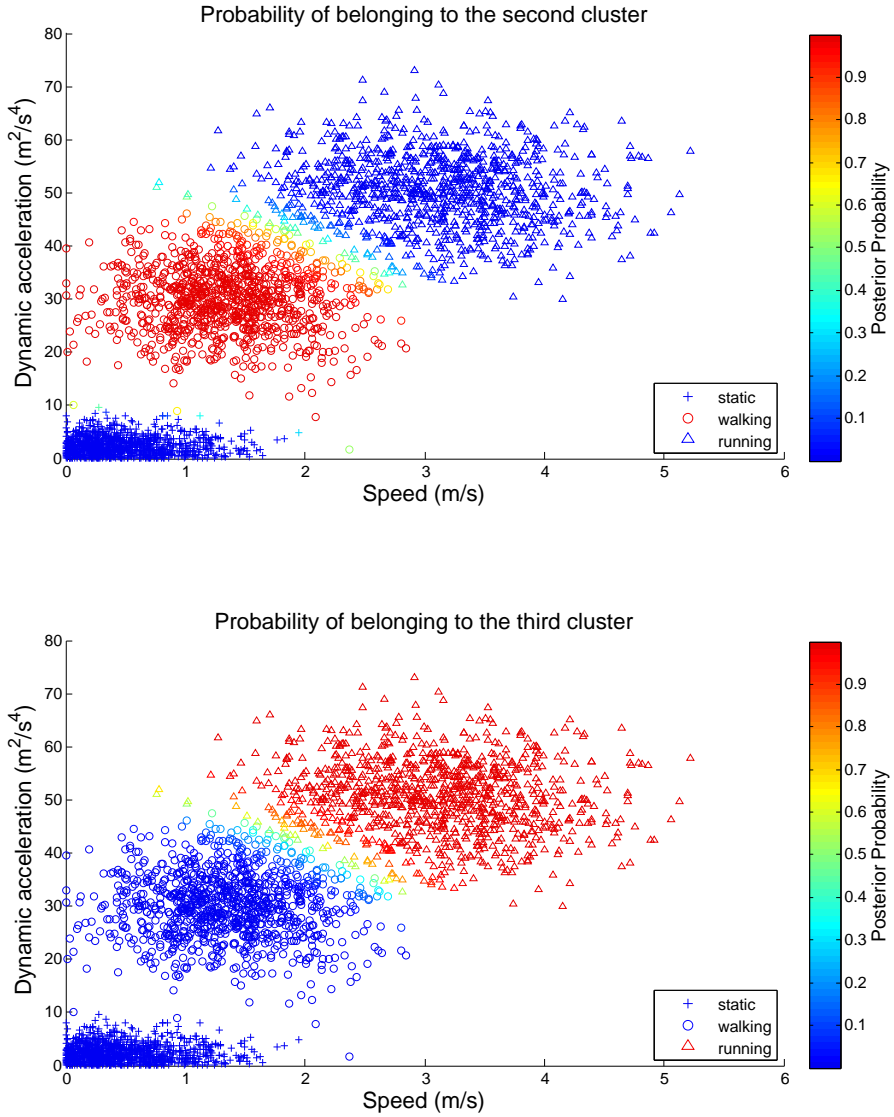 Probability of belonging to the second cluster
80
70
60
50
40
30
20
10
0
Dynamic acceleration (m²/s⁴)
0 1 2 3 4 5 6
Speed (m/s)
static
walking
running
0.9
0.8
0.7
0.6
0.5
0.4
0.3
0.2
0.1
Posterior Probability
Probability of belonging to the third cluster
80
70
60
50
40
30
20
10
0
Dynamic acceleration (m²/s⁴)
0 1 2 3 4 5 6
Speed (m/s)
static
walking
running
0.9
0.8
0.7
0.6
0.5
0.4
0.3
0.2
0.1
Posterior Probability